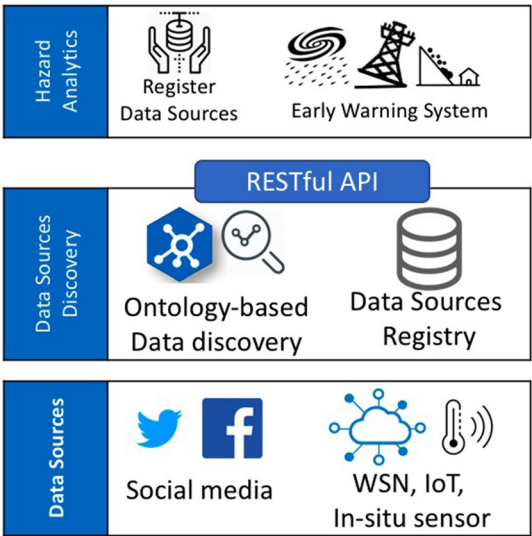 Hazard
Analytics
Register
Data Sources
Early Warning System
RESTful API
Data Sources
Discovery
Ontology-based
Data discovery
Data Sources
Registry
Data Sources
Social media
WSN, IoT,
In-situ sensor